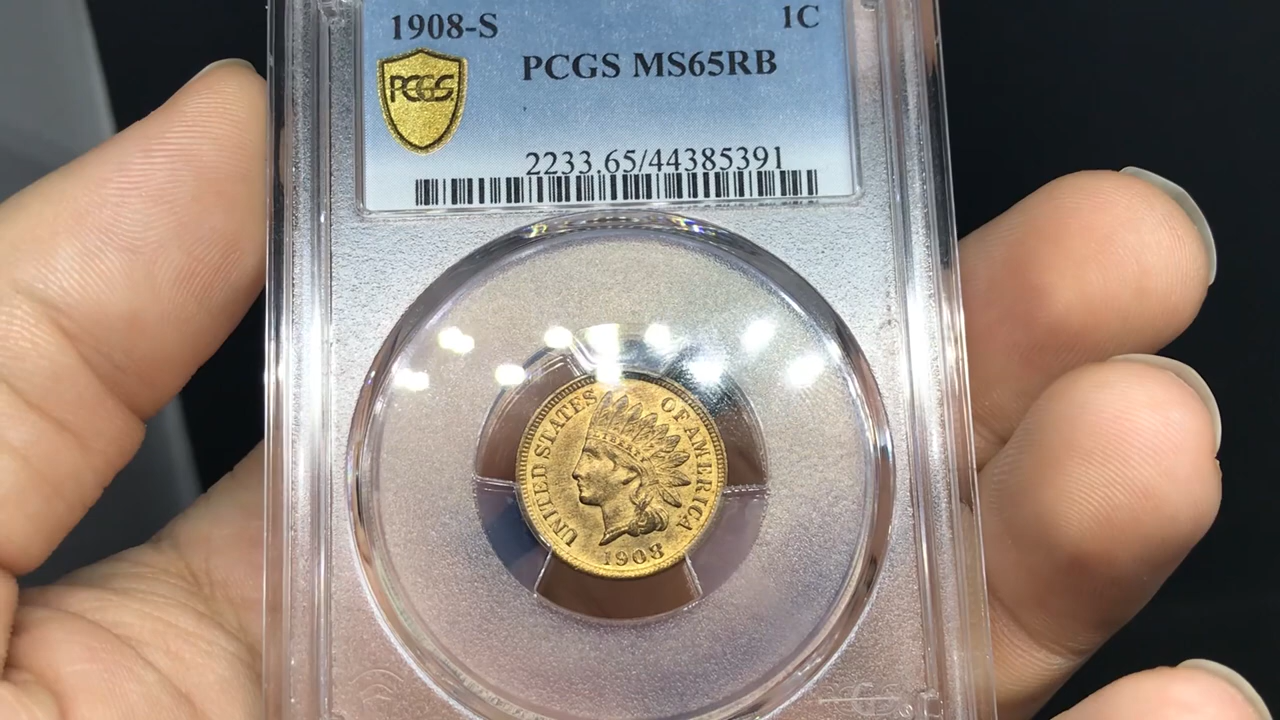 1908-S 1C
PCGS MS65RB
PCGS
2233.65/44385391
UNITED STATES OF AMERICA
1908